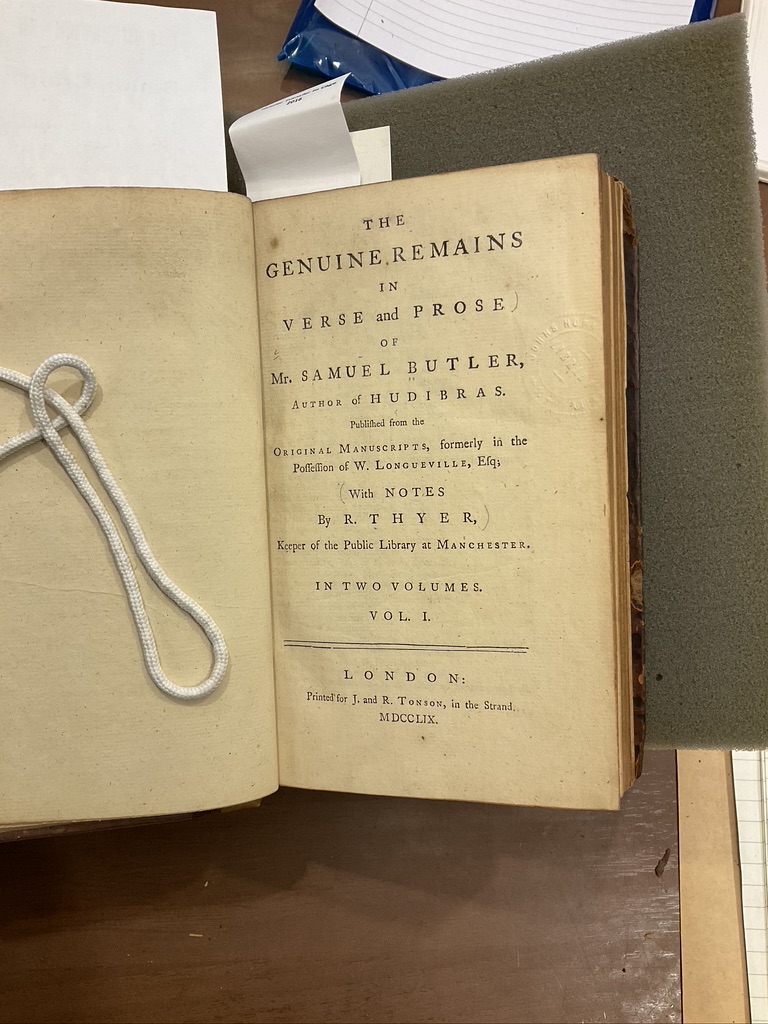 2010
THE
GENUINE REMAINS
IN
VERSE and PROSE)
OF
Mr. SAMUEL BUTLER,
AUTHOR of HUDIBRAS.
Publiſhed from the
ORIGINAL MANUSCRIPTS, formerly in the
Poſſeſſion of W. LONGUEVILLE, Eſq;
(With NOTES
By R. THYER,)
Keeper of the Public Library at MANCHESTER.
IN TWO VOLUMES.
VOL. I.
LONDON:
Printed for J. and R. TONSON, in the Strand.
MDCCLIX.